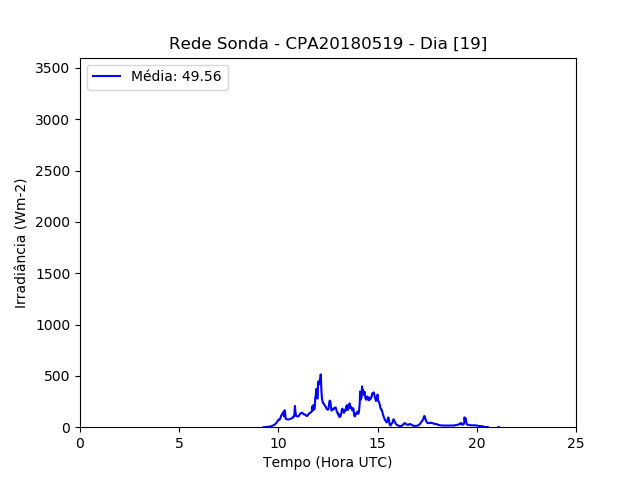 Rede Sonda - CPA20180519 - Dia [19]
Média: 49.56
3500
3000
2500
2000
1500
1000
500
0
Irradiância (Wm-2)
0 5 10 15 20 25
Tempo (Hora UTC)